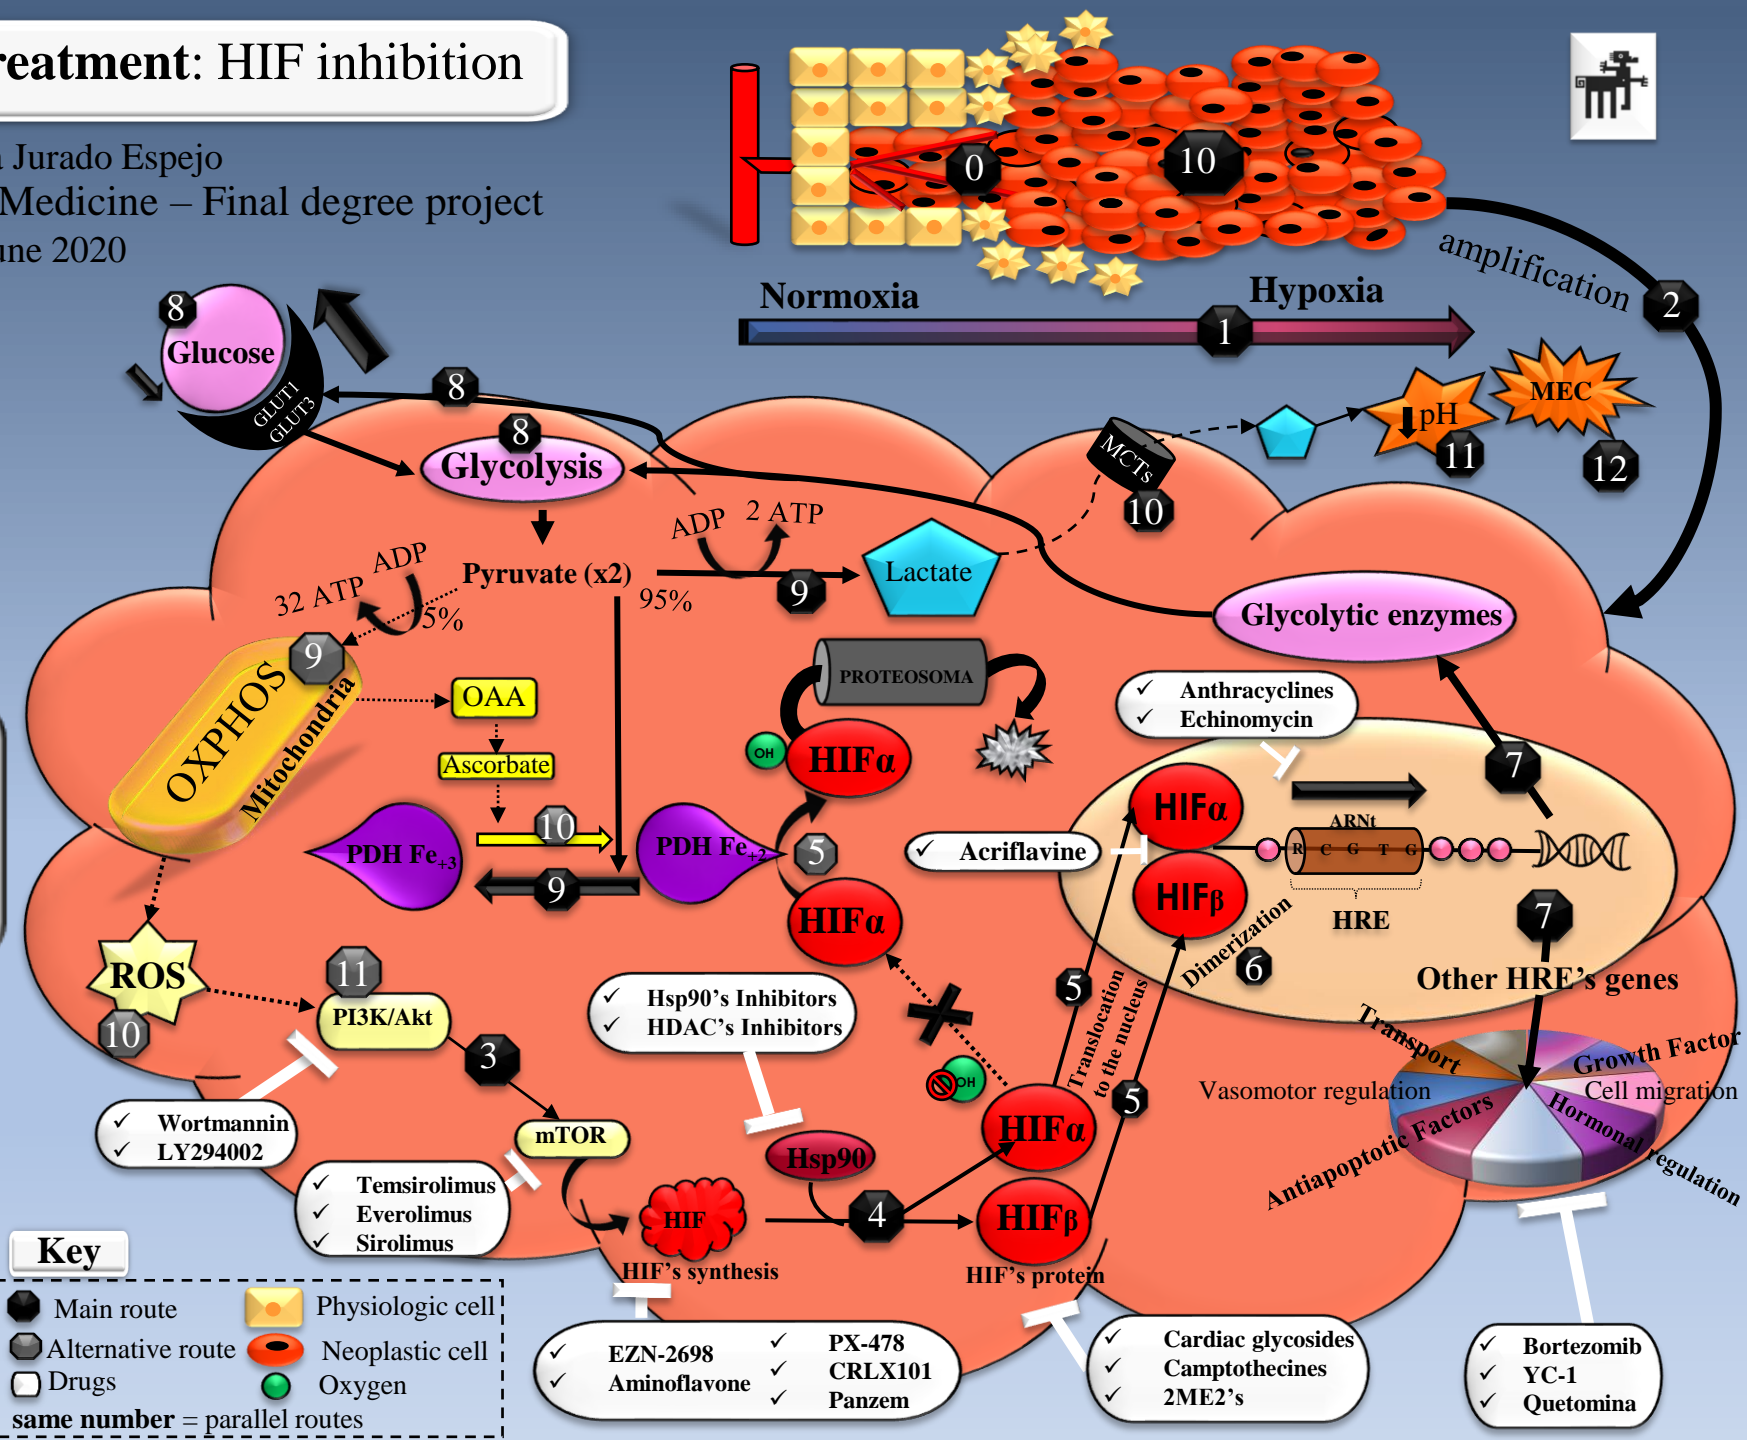 reatment: HIF inhibition
a Jurado Espejo
Medicine – Final degree project
une 2020
0
10
amplification
2
Normoxia
Hypoxia
1
8
Glucose
GLUT1
GLUT3
8
8
Glycolysis
MCTs
10
pH
11
MEC
12
ADP
2 ATP
Pyruvate (x2)
95%
9
Lactate
ADP
32 ATP
5%
Glycolytic enzymes
9
OXPHOS
Mitochondria
OAA
Ascorbate
PROTEOSOMA
OH
HIFα
Anthracyclines
Echinomycin
7
PDH Fe+3
10
9
PDH Fe+2
5
HIFα
Acriflavine
HIFα
HIFβ
ARNt
R C G T G
HRE
Dimerization
6
7
Other HRE's genes
ROS
10
11
PI3K/Akt
3
Hsp90's Inhibitors
HDAC's Inhibitors
5
Translocation
to the nucleus
5
OH
HIFα
Transport
Growth Factor
Vasomotor regulation
Cell migration
Antiapoptotic Factors
Hormonal regulation
Wortmannin
LY294002
mTOR
Temsirolimus
Everolimus
Sirolimus
Hsp90
HIF
HIF's synthesis
4
HIFβ
HIF's protein
EZN-2698
Aminoflavone
PX-478
CRLX101
Panzem
Cardiac glycosides
Camptothecines
2ME2's
Bortezomib
YC-1
Quetomina
Key
Main route
Physiologic cell
Alternative route
Neoplastic cell
Drugs
Oxygen
same number = parallel routes